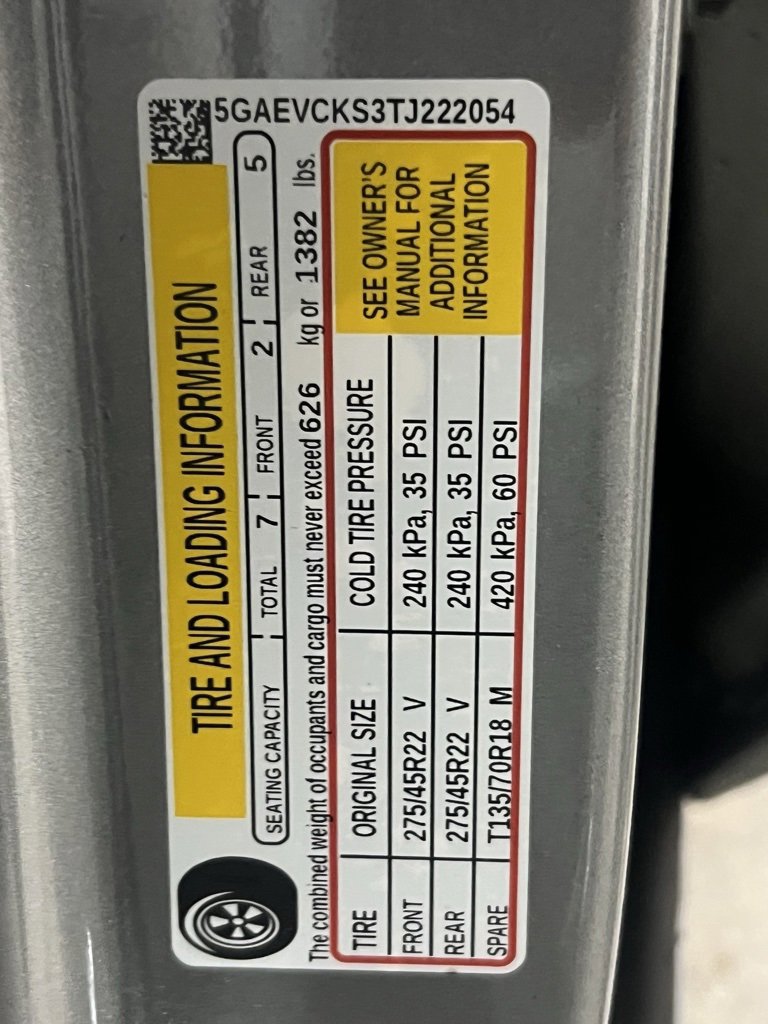 5GAEVCKS3TJ222054
TIRE AND LOADING INFORMATION
SEATING CAPACITY TOTAL 7 FRONT 2 REAR 5
The combined weight of occupants and cargo must never exceed 626 kg or 1382 lbs.
TIRE ORIGINAL SIZE COLD TIRE PRESSURE
FRONT 275/45R22 V 240 kPa, 35 PSI
REAR 275/45R22 V 240 kPa, 35 PSI
SPARE T135/70R18 M 420 kPa, 60 PSI
SEE OWNER'S
MANUAL FOR
ADDITIONAL
INFORMATION